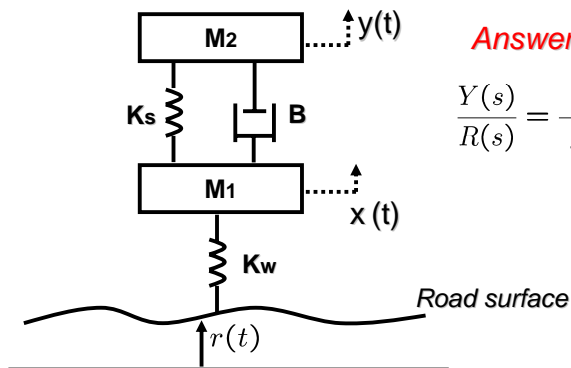 M2
y(t)
Answer
Ks
B
Y(s)
R(s)
=
M1
x (t)
Kw
Road surface
r(t)